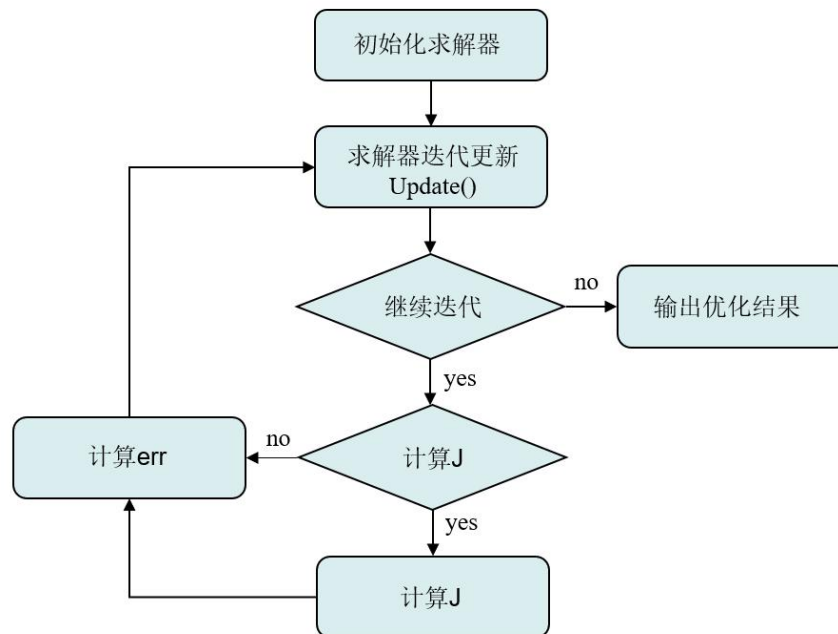 初始化求解器
求解器迭代更新
Update()
继续迭代
no
输出优化结果
yes
计算J
no
计算err
yes
计算J